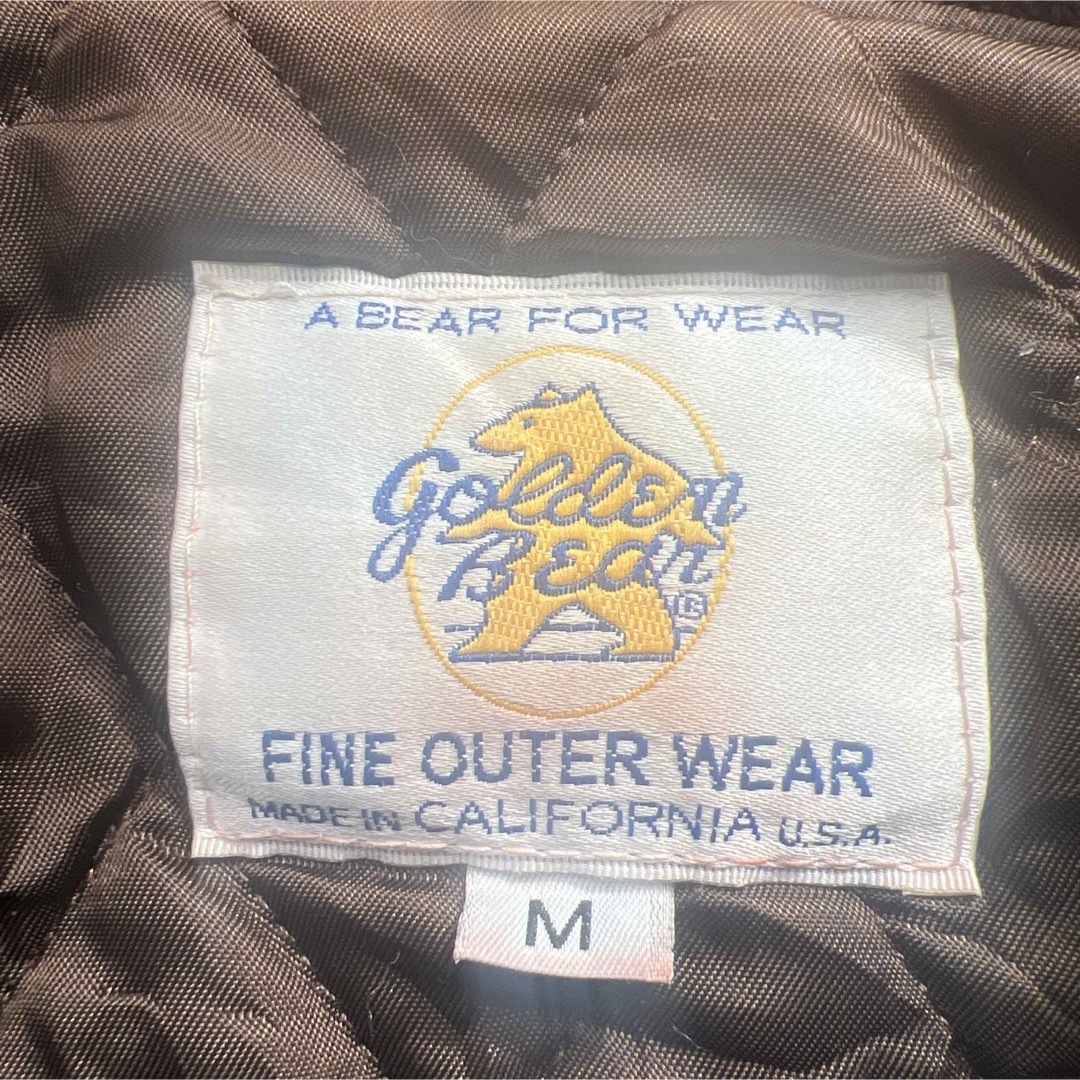 A BEAR FOR WEAR
Golden
Bear
®
FINE OUTER WEAR
MADE IN CALIFORNIA U.S.A.
M